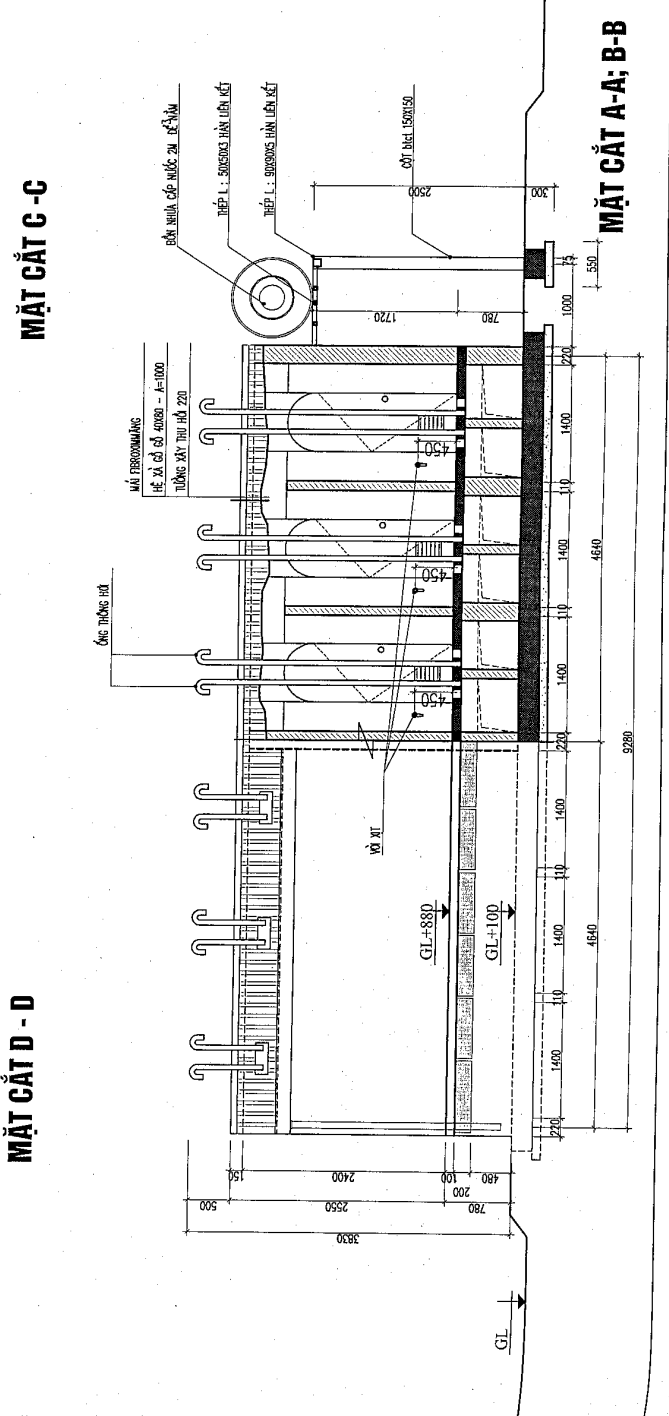 MẶT CẮT D - D
MẶT CẮT C -C
ỐNG THÔNG HƠI
MÁI FIBROXIMMĂNG
HỆ XÀ GỒ GỖ 40X80 - A=1000
TƯỜNG XÂY THU HỒI 220
BỒN NHỰA CẤP NƯỚC 2M3 ĐỂ NẰM
THÉP L : 50X50X3 HÀN LIÊN KẾT
THÉP L : 90X90X5 HÀN LIÊN KẾT
CỘT btct 150X150
500
150
2550
2400
3830
100
200
780
480
GL
GL+880
GL+100
VÒI XỊT
450
450
450
1720
780
2500
300
220
1400
110
1400
110
1400
220
1400
110
1400
110
1400
220
1000
75
550
4640
4640
9280
MẶT CẮT A-A; B-B